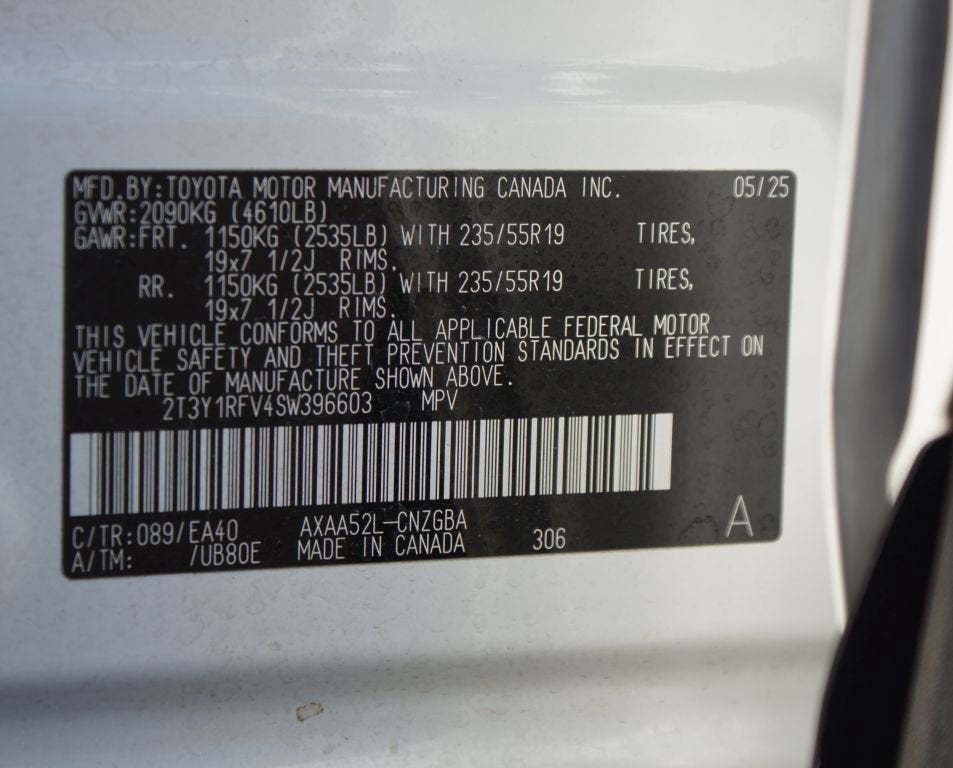 MFD.BY:TOYOTA MOTOR MANUFACTURING CANADA INC. 05/25
GVWR:2090KG (4610LB)
GAWR:FRT. 1150KG (2535LB) WITH 235/55R19 TIRES,
19x7 1/2J RIMS.
RR. 1150KG (2535LB) WITH 235/55R19 TIRES,
19x7 1/2J RIMS.
THIS VEHICLE CONFORMS TO ALL APPLICABLE FEDERAL MOTOR
VEHICLE SAFETY AND THEFT PREVENTION STANDARDS IN EFFECT ON
THE DATE OF MANUFACTURE SHOWN ABOVE.
2T3Y1RFV4SW396603 MPV
C/TR:089/EA40 AXAA52L-CNZGBA A
A/TM: /UB80E MADE IN CANADA 306